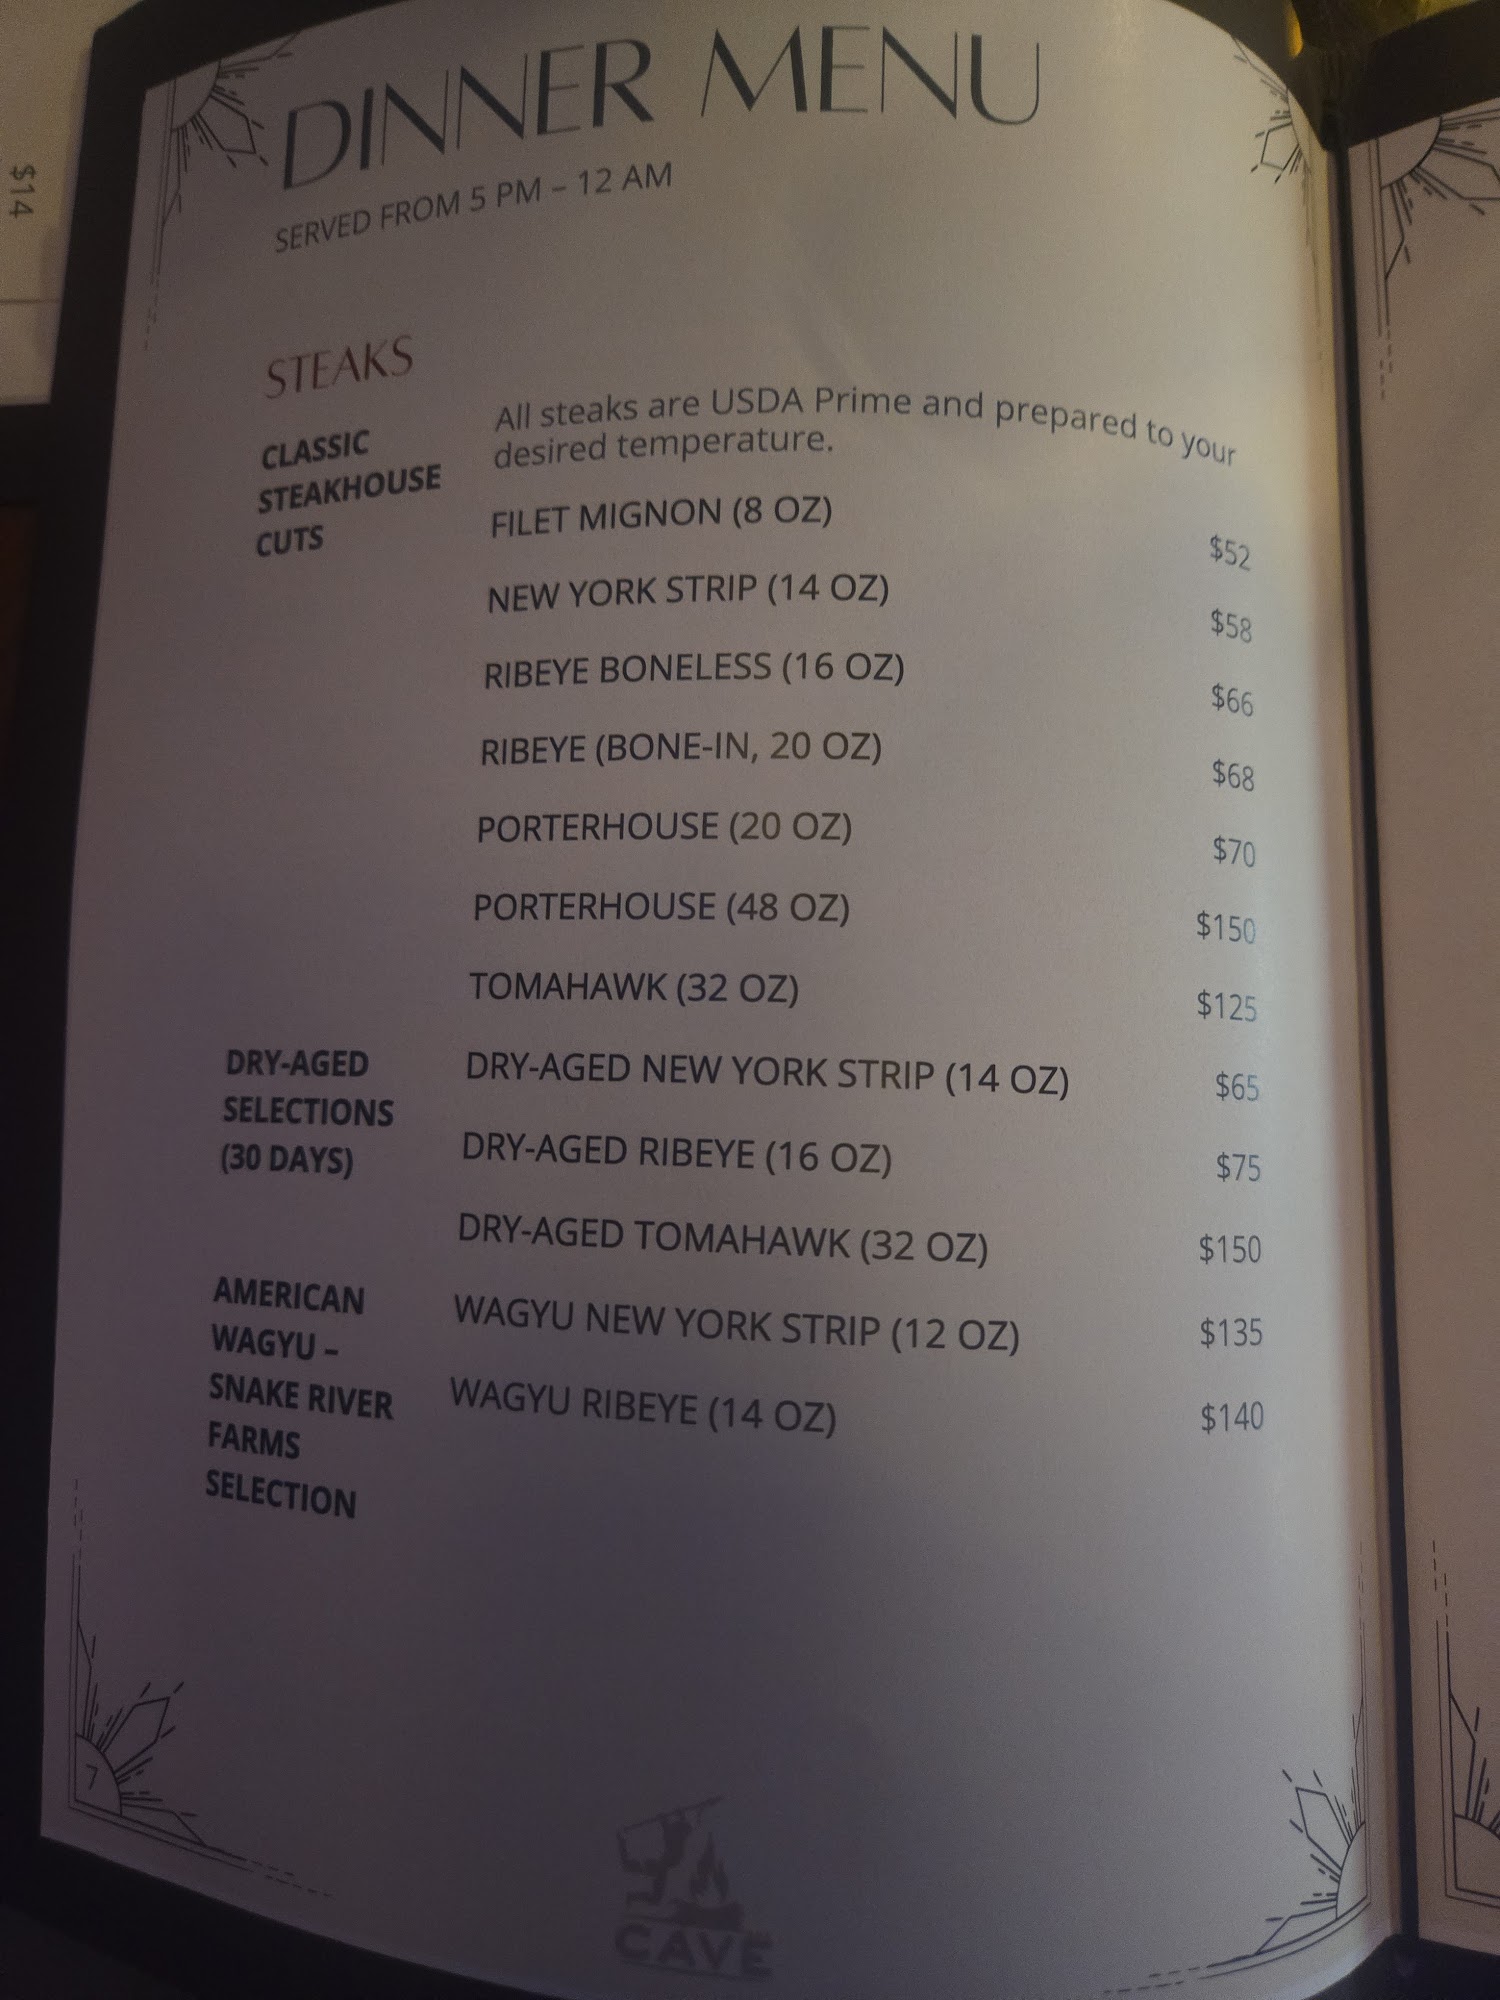 $14
DINNER MENU
SERVED FROM 5 PM – 12 AM
STEAKS
CLASSIC
STEAKHOUSE
CUTS
All steaks are USDA Prime and prepared to your
desired temperature.
FILET MIGNON (8 OZ) $52
NEW YORK STRIP (14 OZ) $58
RIBEYE BONELESS (16 OZ) $66
RIBEYE (BONE-IN, 20 OZ) $68
PORTERHOUSE (20 OZ) $70
PORTERHOUSE (48 OZ) $150
TOMAHAWK (32 OZ) $125
DRY-AGED
SELECTIONS
(30 DAYS)
DRY-AGED NEW YORK STRIP (14 OZ) $65
DRY-AGED RIBEYE (16 OZ) $75
DRY-AGED TOMAHAWK (32 OZ) $150
AMERICAN
WAGYU –
SNAKE RIVER
FARMS
SELECTION
WAGYU NEW YORK STRIP (12 OZ) $135
WAGYU RIBEYE (14 OZ) $140
7
CAVE